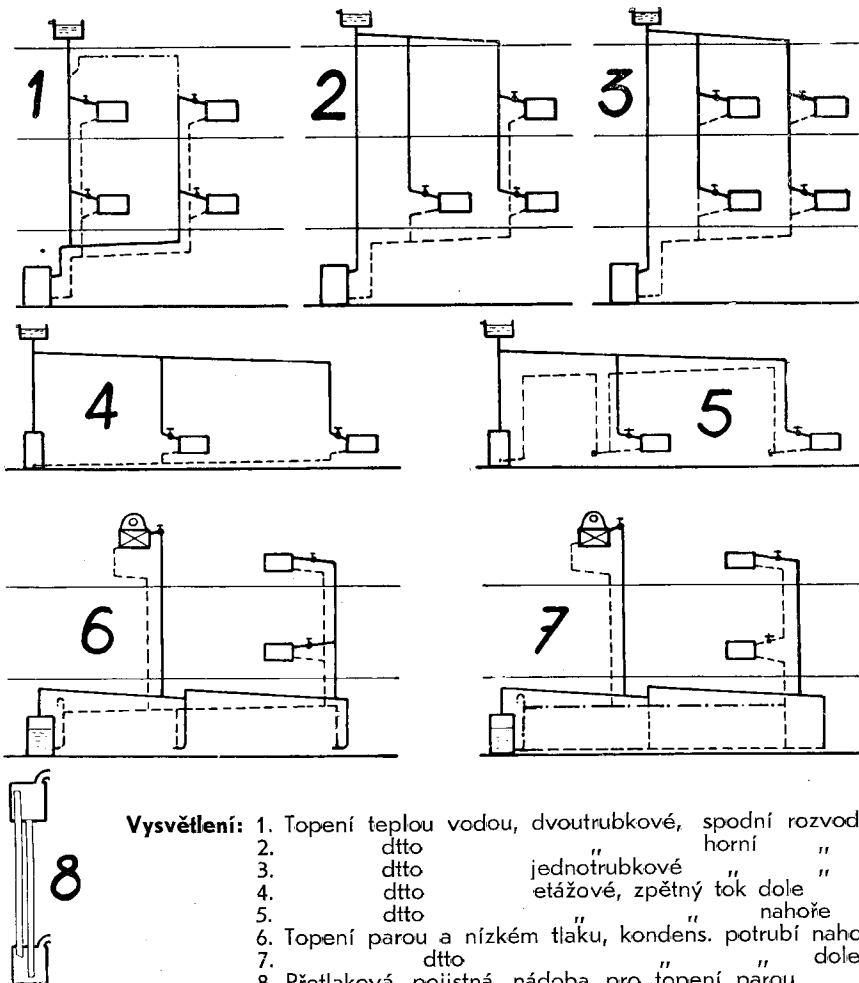 1
2
3
4
5
6
7
8
Vysvětlení: 1. Topení teplou vodou, dvoutrubkové, spodní rozvod
2. dtto „ horní „
3. dtto jednotrubkové „ „
4. dtto etážové, zpětný tok dole
5. dtto „ „ nahoře
6. Topení parou a nízkém tlaku, kondens. potrubí naho
7. dtto „ „ dole
8. Přetlaková pojistná nádoba pro topení parou